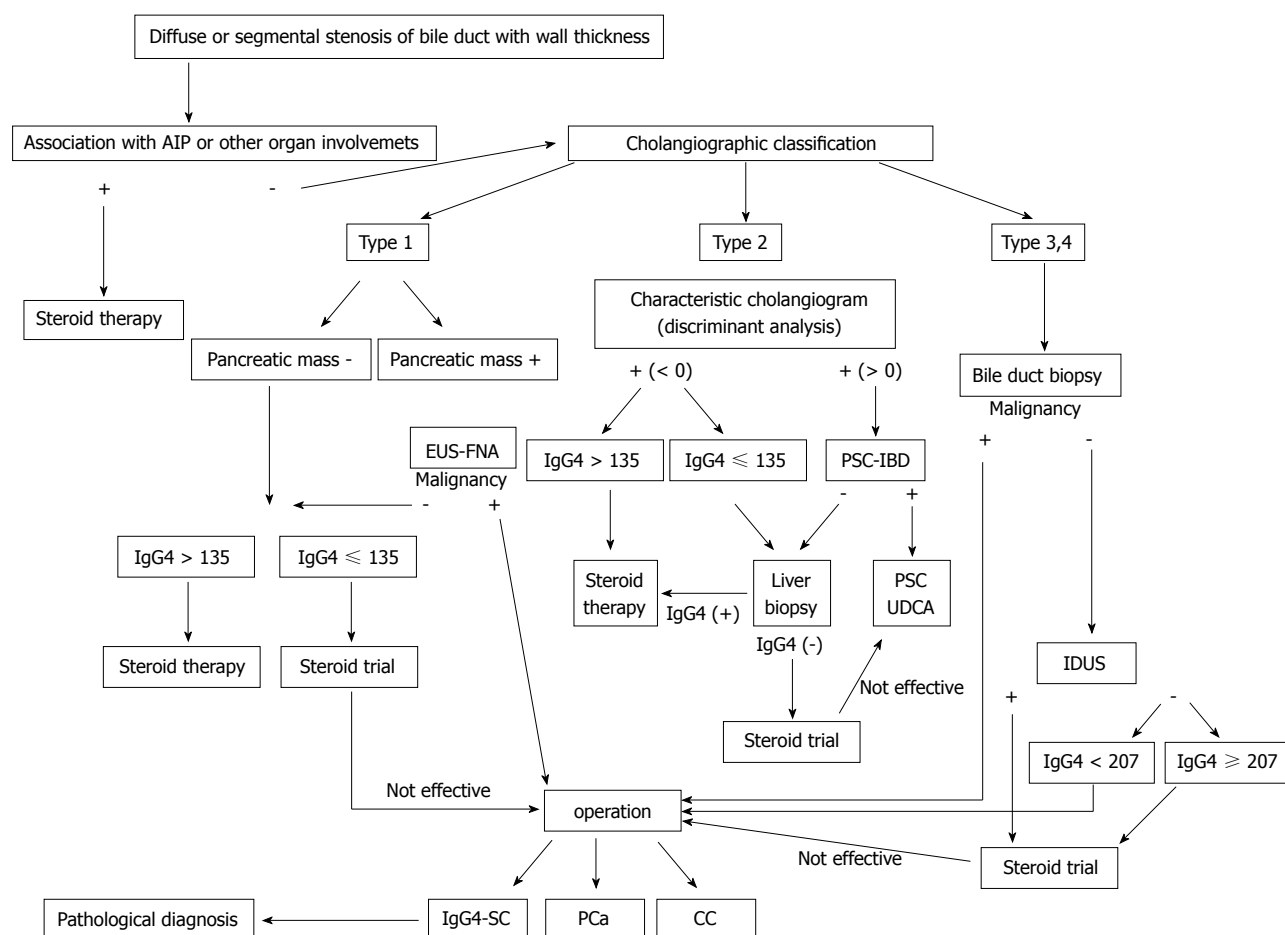 Diffuse or segmental stenosis of bile duct with wall thickness
Association with AIP or other organ involvemets
Cholangiographic classification
+
-
Type 1
Type 2
Type 3,4
Steroid therapy
Characteristic cholangiogram
(discriminant analysis)
Pancreatic mass -
Pancreatic mass +
+ (< 0)
+ (> 0)
Bile duct biopsy
Malignancy
+
-
EUS-FNA
Malignancy
-
+
IgG4 > 135
IgG4 ⩽ 135
PSC-IBD
-
+
IgG4 > 135
IgG4 ⩽ 135
Steroid
therapy
Liver
biopsy
PSC
UDCA
IgG4 (+)
IgG4 (-)
Steroid therapy
Steroid trial
IDUS
+
-
Not effective
Steroid trial
IgG4 < 207
IgG4 ⩾ 207
Not effective
operation
Not effective
Steroid trial
Pathological diagnosis
IgG4-SC
PCa
CC